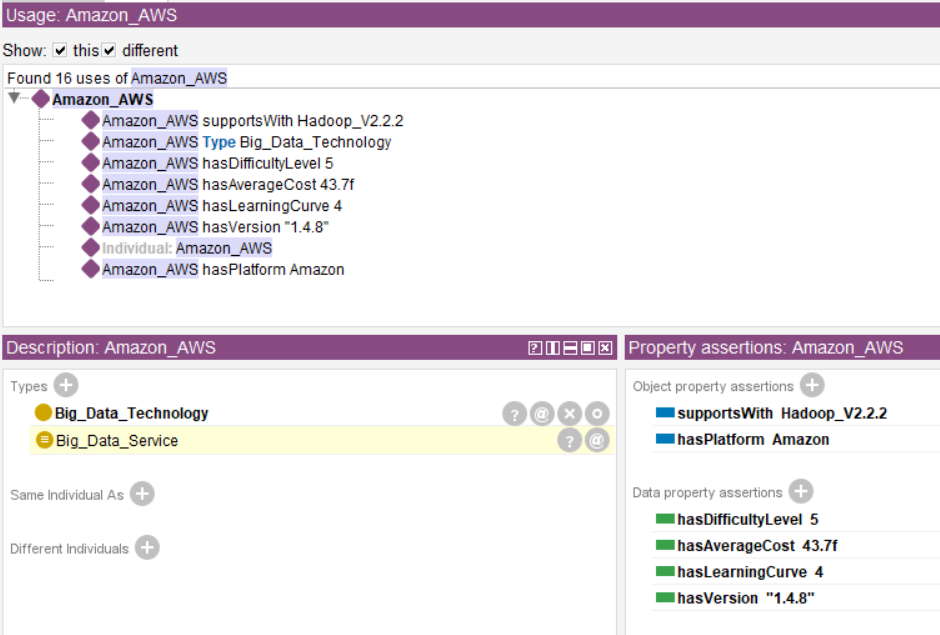 Usage: Amazon_AWS
Show: this different
Found 16 uses of Amazon_AWS
Amazon_AWS
Amazon_AWS supportsWith Hadoop_V2.2.2
Amazon_AWS Type Big_Data_Technology
Amazon_AWS hasDifficultyLevel 5
Amazon_AWS hasAverageCost 43.7f
Amazon_AWS hasLearningCurve 4
Amazon_AWS hasVersion "1.4.8"
Individual: Amazon_AWS
Amazon_AWS hasPlatform Amazon
Description: Amazon_AWS
Types
Big_Data_Technology
Big_Data_Service
Same Individual As
Different Individuals
Property assertions: Amazon_AWS
Object property assertions
supportsWith Hadoop_V2.2.2
hasPlatform Amazon
Data property assertions
hasDifficultyLevel 5
hasAverageCost 43.7f
hasLearningCurve 4
hasVersion "1.4.8"